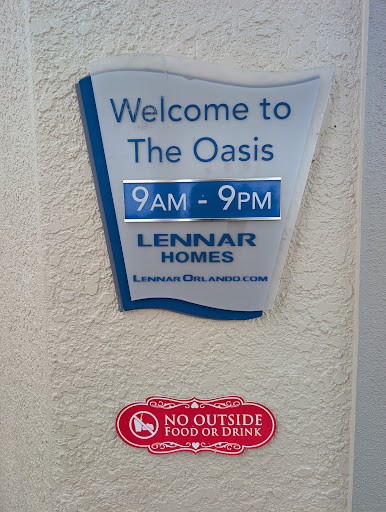 Welcome to
The Oasis
9AM - 9PM
LENNAR
HOMES
LENNARORLANDO.COM
NO OUTSIDE
FOOD OR DRINK